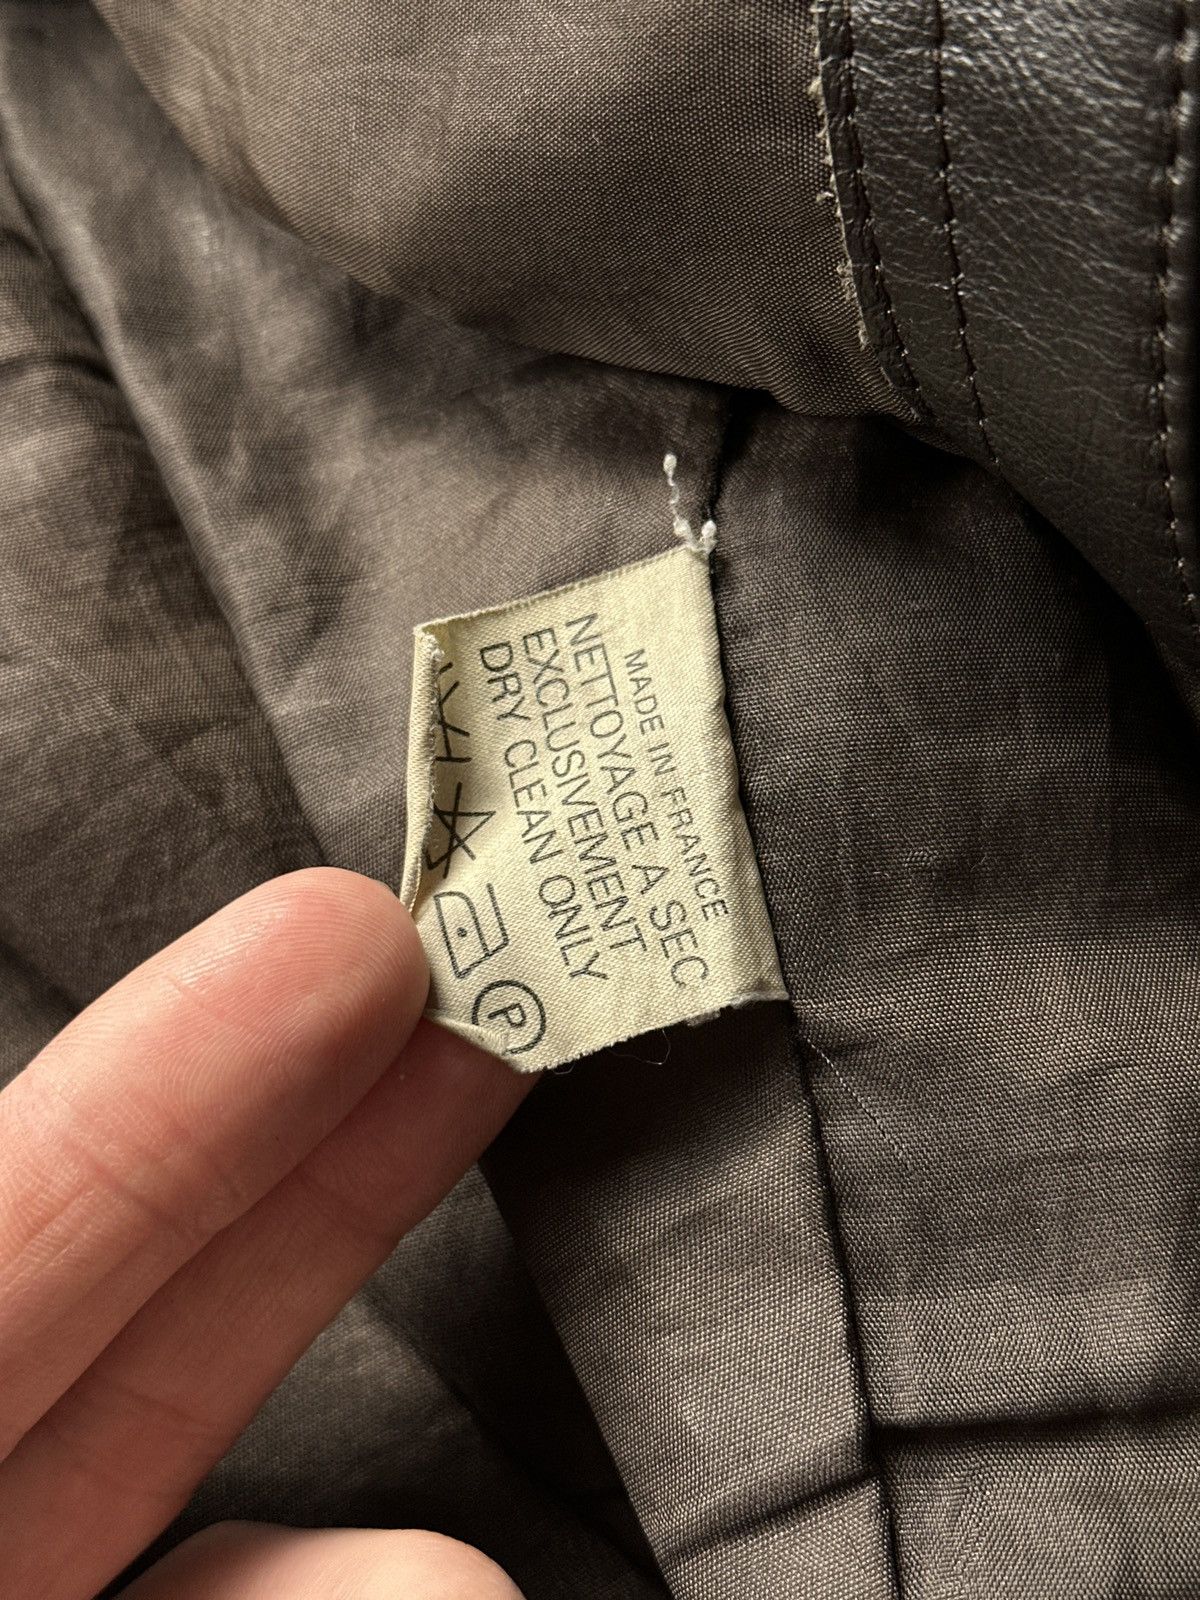 MADE IN FRANCE
NETTOYAGE A SEC
EXCLUSIVEMENT
DRY CLEAN ONLY
P